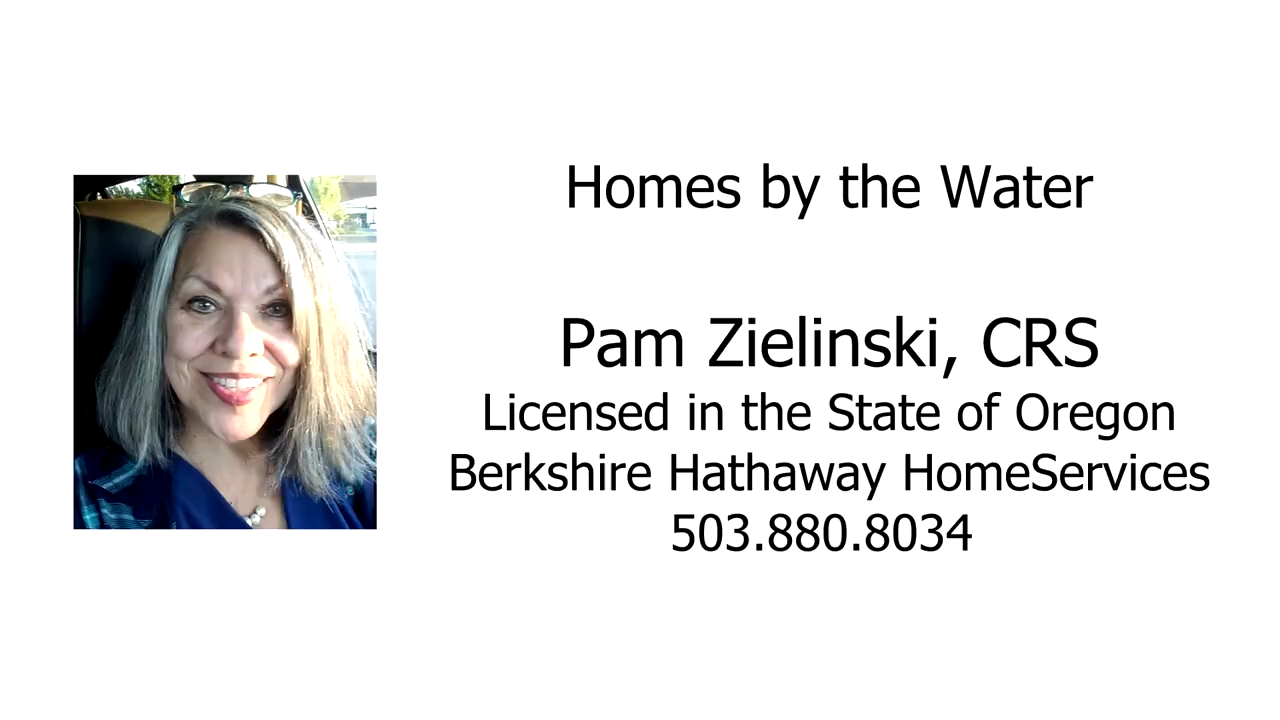 Homes by the Water
Pam Zielinski, CRS
Licensed in the State of Oregon
Berkshire Hathaway HomeServices
503.880.8034